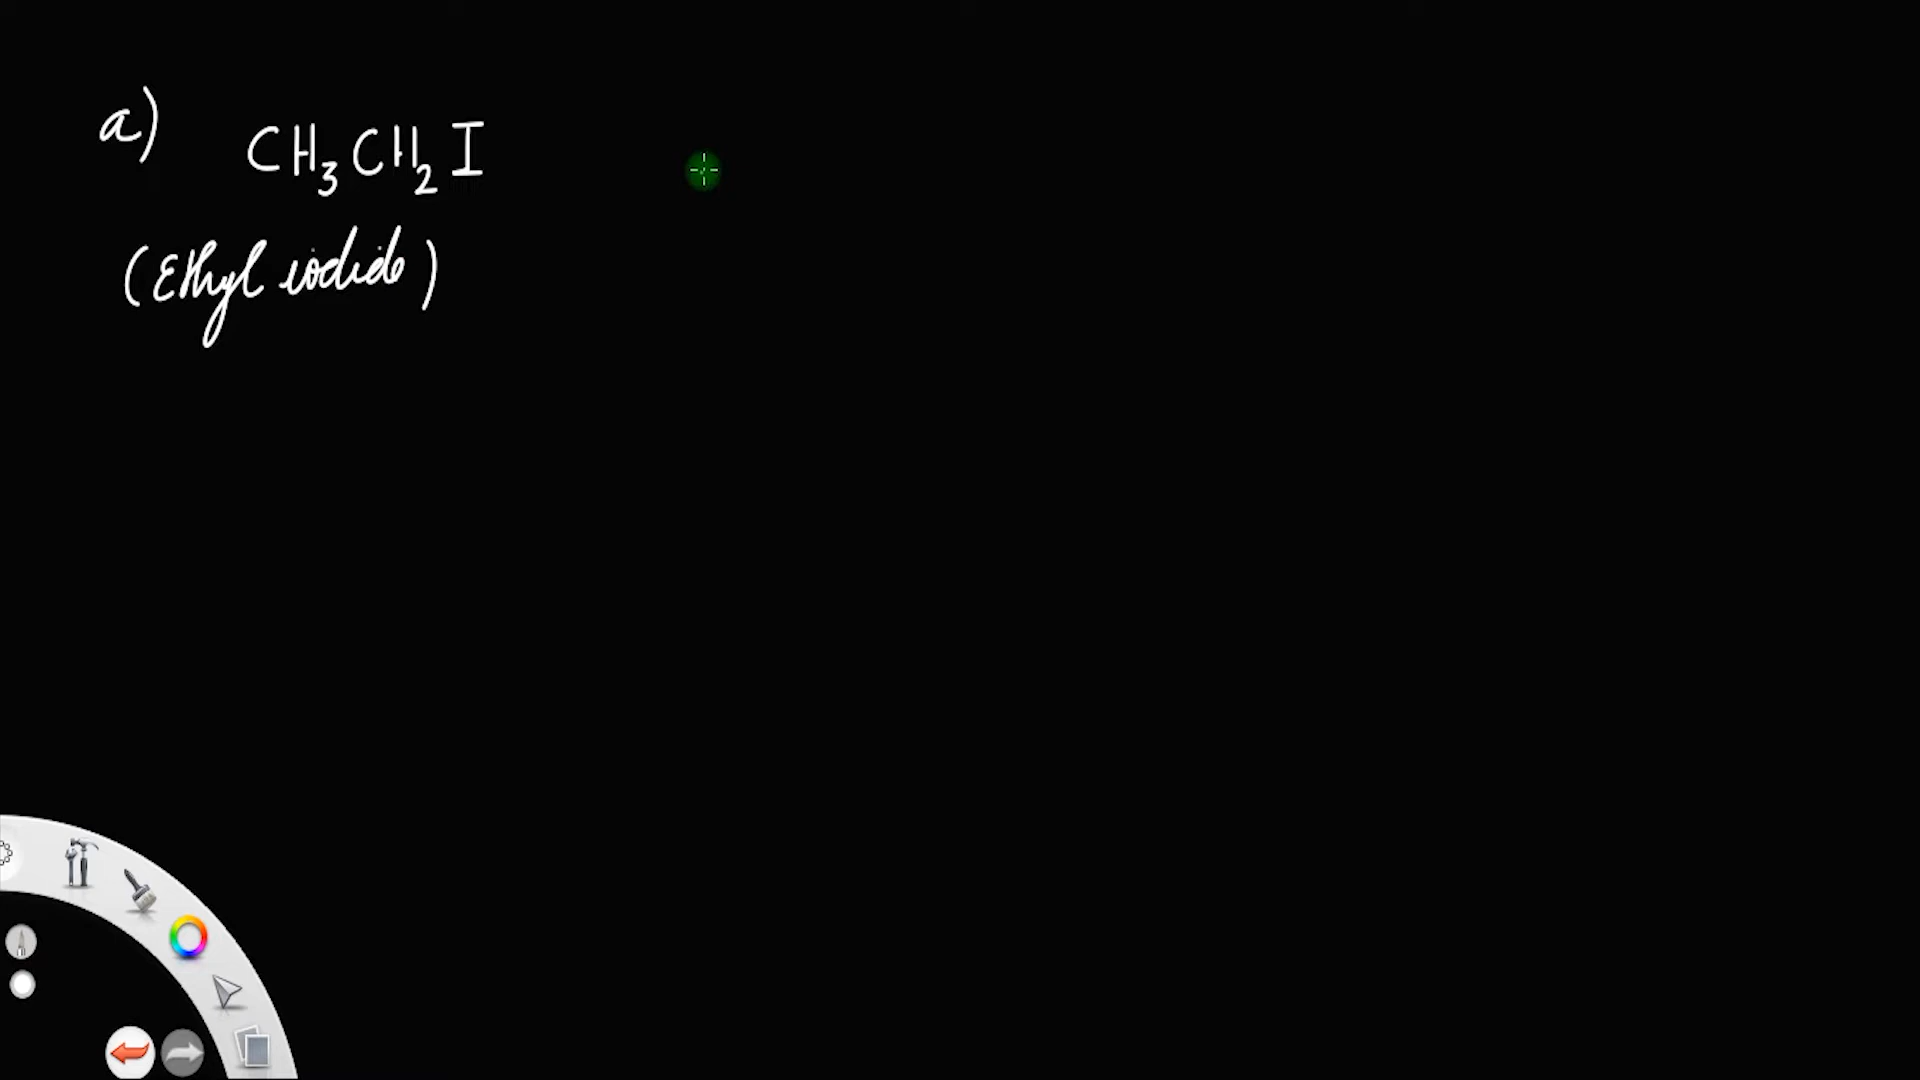 a) CH₃CH₂I
(Ethyl iodide)